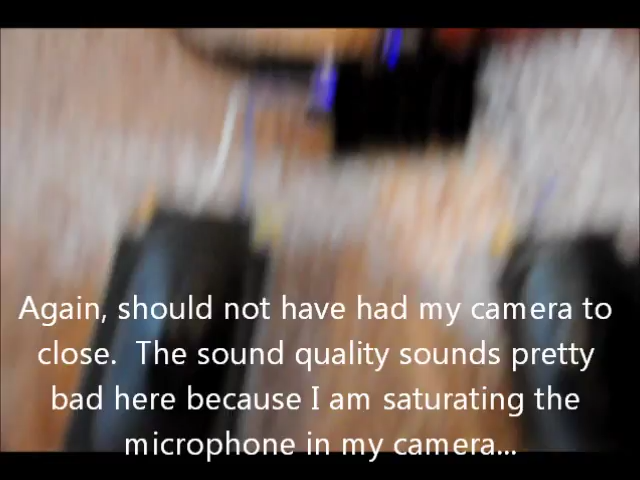 Again, should not have had my camera to
close.  The sound quality sounds pretty
bad here because I am saturating the
microphone in my camera...